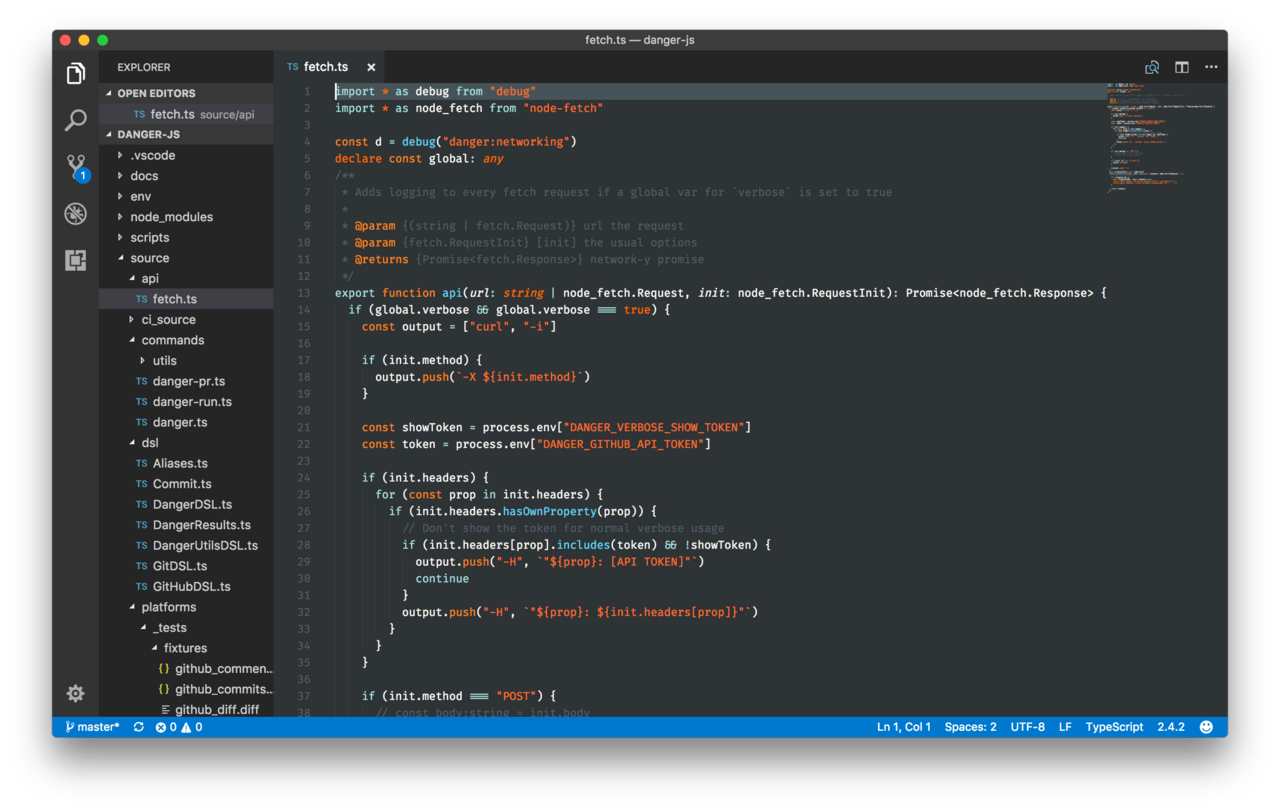 fetch.ts — danger-js
EXPLORER
OPEN EDITORS
TS fetch.ts source/api
DANGER-JS
.vscode
docs
env
node_modules
scripts
source
api
TS fetch.ts
ci_source
commands
utils
TS danger-pr.ts
TS danger-run.ts
TS danger.ts
dsl
TS Aliases.ts
TS Commit.ts
TS DangerDSL.ts
TS DangerResults.ts
TS DangerUtilsDSL.ts
TS GitDSL.ts
TS GitHubDSL.ts
platforms
_tests
fixtures
{} github_commen...
{} github_commits...
github_diff.diff
1
TS fetch.ts ×
1 import * as debug from "debug"
2 import * as node_fetch from "node-fetch"
3
4 const d = debug("danger:networking")
5 declare const global: any
6 /**
7 * Adds logging to every fetch request if a global var for `verbose` is set to true
8 *
9 * @param {(string | fetch.Request)} url the request
10 * @param {fetch.RequestInit} [init] the usual options
11 * @returns {Promise<fetch.Response>} network-y promise
12 */
13 export function api(url: string | node_fetch.Request, init: node_fetch.RequestInit): Promise<node_fetch.Response> {
14 if (global.verbose && global.verbose === true) {
15 const output = ["curl", "-i"]
16
17 if (init.method) {
18 output.push(`-X ${init.method}`)
19 }
20
21 const showToken = process.env["DANGER_VERBOSE_SHOW_TOKEN"]
22 const token = process.env["DANGER_GITHUB_API_TOKEN"]
23
24 if (init.headers) {
25 for (const prop in init.headers) {
26 if (init.headers.hasOwnProperty(prop)) {
27 // Don't show the token for normal verbose usage
28 if (init.headers[prop].includes(token) && !showToken) {
29 output.push("-H", `"${prop}: [API TOKEN]"`)
30 continue
31 }
32 output.push("-H", `"${prop}: ${init.headers[prop]}"`)
33 }
34 }
35 }
36
37 if (init.method === "POST") {
38 // const body:string = init.body
master* 0 0
Ln 1, Col 1 Spaces: 2 UTF-8 LF TypeScript 2.4.2